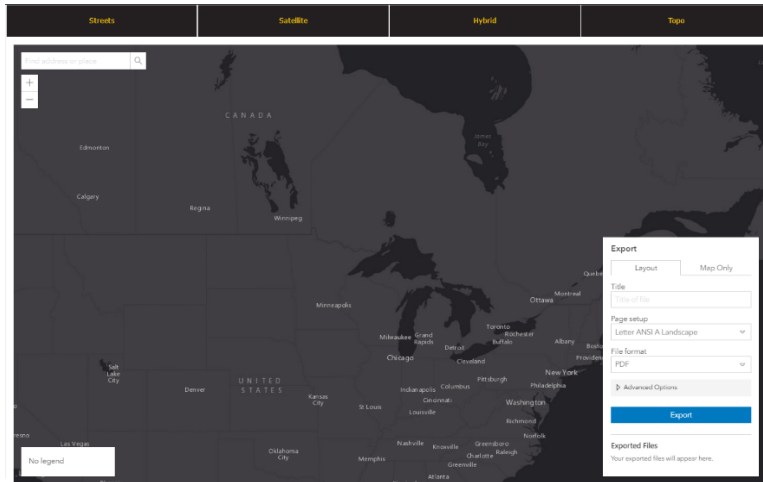 Streets
Satellite
Hybrid
Topo
Find address or place
+
−
CANADA
James
Bay
Edmonton
Calgary
Regina
Winnipeg
Minneapolis
Ottawa
Montreal
Toronto
Rochester
Buffalo
Albany
Milwaukee
Grand
Rapids
Detroit
Chicago
Cleveland
New York
Salt
Lake
City
Denver
UNITED
STATES
Kansas
City
St Louis
Indianapolis
Columbus
Pittsburgh
Philadelphia
Cincinnati
Louisville
Washington
Richmond
Norfolk
Las Vegas
Oklahoma
City
Memphis
Nashville
Knoxville
Greensboro
Charlotte
Raleigh
Greenville
Atlanta
No legend
Export
Layout
Map Only
Title
Title of file
Page setup
Letter ANSI A Landscape
File format
PDF
Advanced Options
Export
Exported Files
Your exported files will appear here.